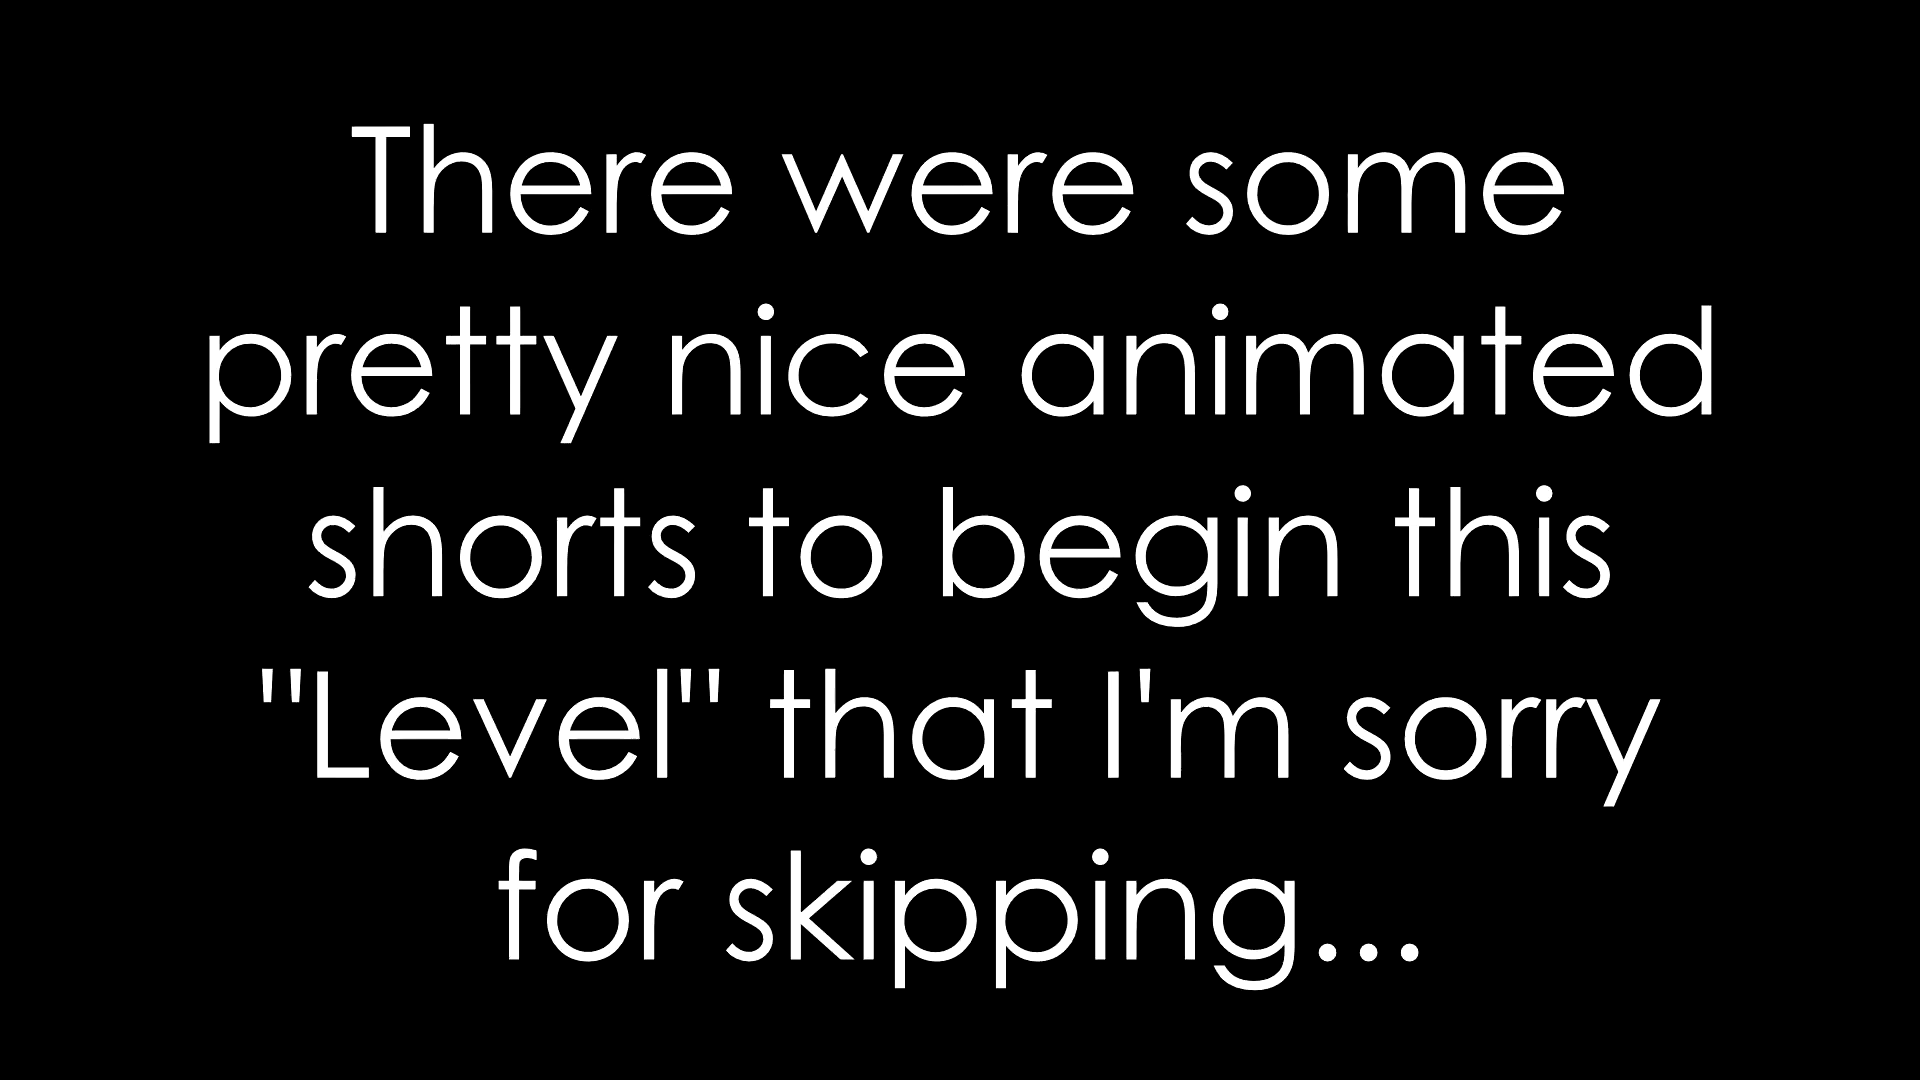 There were some
pretty nice animated
shorts to begin this
"Level" that I'm sorry
for skipping...